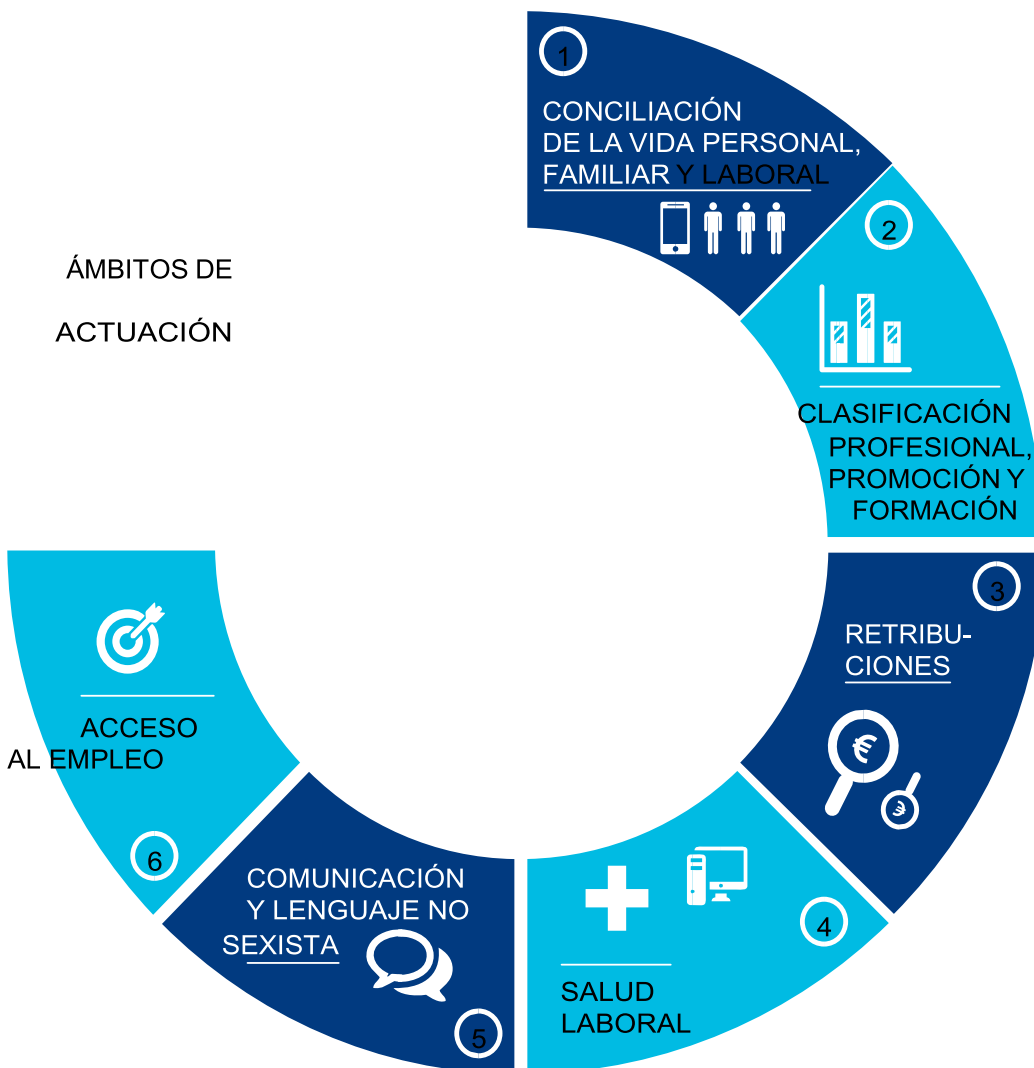 ÁMBITOS DE
ACTUACIÓN
1
CONCILIACIÓN
DE LA VIDA PERSONAL,
FAMILIAR Y LABORAL
2
CLASIFICACIÓN
PROFESIONAL,
PROMOCIÓN Y
FORMACIÓN
3
RETRIBU-
CIONES
€
€
4
SALUD
LABORAL
5
COMUNICACIÓN
Y LENGUAJE NO
SEXISTA
6
ACCESO
AL EMPLEO